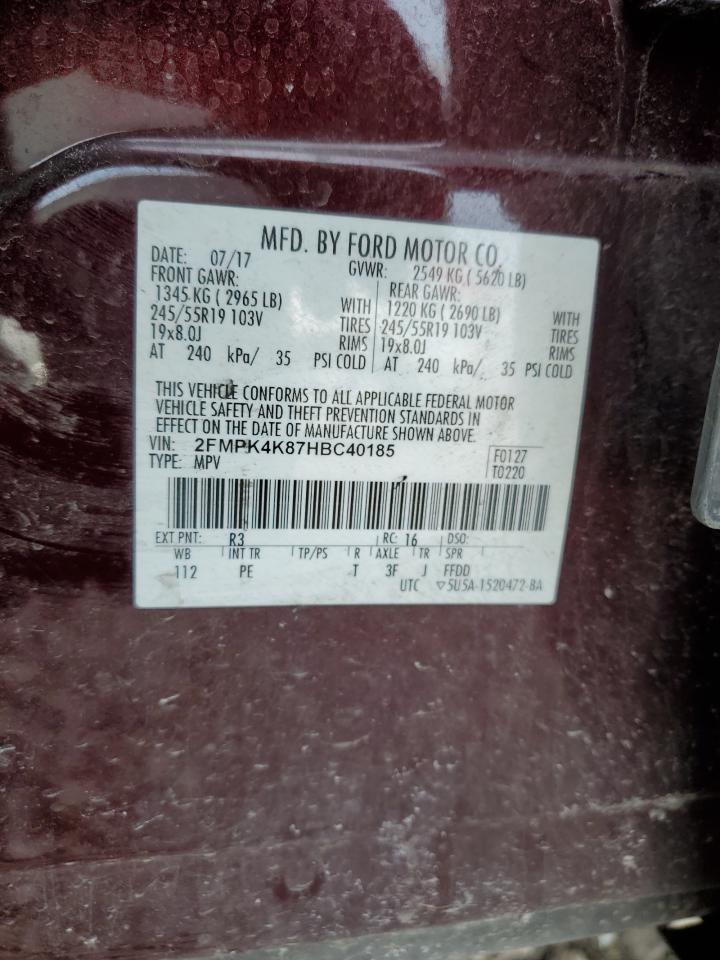 MFD. BY FORD MOTOR CO.
DATE: 07/17 GVWR: 2549 KG ( 5620 LB)
FRONT GAWR: REAR GAWR:
1345 KG ( 2965 LB) WITH 1220 KG ( 2690 LB) WITH
245/55R19 103V TIRES 245/55R19 103V TIRES
19x8.0J RIMS 19x8.0J RIMS
AT 240 kPa/ 35 PSI COLD AT 240 kPa/ 35 PSI COLD
THIS VEHICLE CONFORMS TO ALL APPLICABLE FEDERAL MOTOR
VEHICLE SAFETY AND THEFT PREVENTION STANDARDS IN
EFFECT ON THE DATE OF MANUFACTURE SHOWN ABOVE.
VIN: 2FMPK4K87HBC40185
TYPE: MPV
F0127
T0220
EXT PNT: R3 RC: 16 DSO:
WB INT TR TP/PS R AXLE TR SPR
112 PE T 3F J FFDD
UTC ▽5U5A-1520472-BA